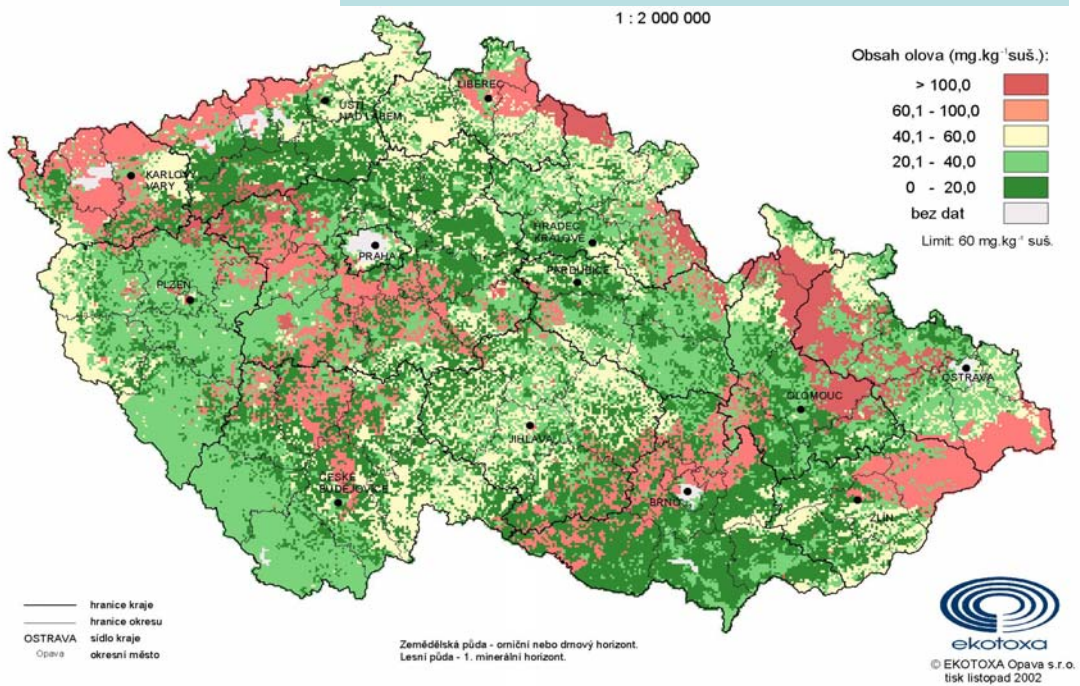 1 : 2 000 000
Obsah olova (mg.kg⁻¹suš.):
> 100,0
60,1 - 100,0
40,1 - 60,0
20,1 - 40,0
0 - 20,0
bez dat
Limit: 60 mg.kg⁻¹ suš.
LIBEREC
ÚSTÍ
NAD LABEM
KARLOVY
VARY
HRADEC
KRÁLOVÉ
PRAHA
PARDUBICE
PLZEŇ
OSTRAVA
OLOMOUC
JIHLAVA
ČESKÉ
BUDĚJOVICE
BRNO
ZLÍN
hranice kraje
hranice okresu
OSTRAVA sídlo kraje
Opava okresní město
Zemědělská půda - orniční nebo drnový horizont.
Lesní půda - 1. minerální horizont.
ekotoxa
© EKOTOXA Opava s.r.o.
tisk listopad 2002